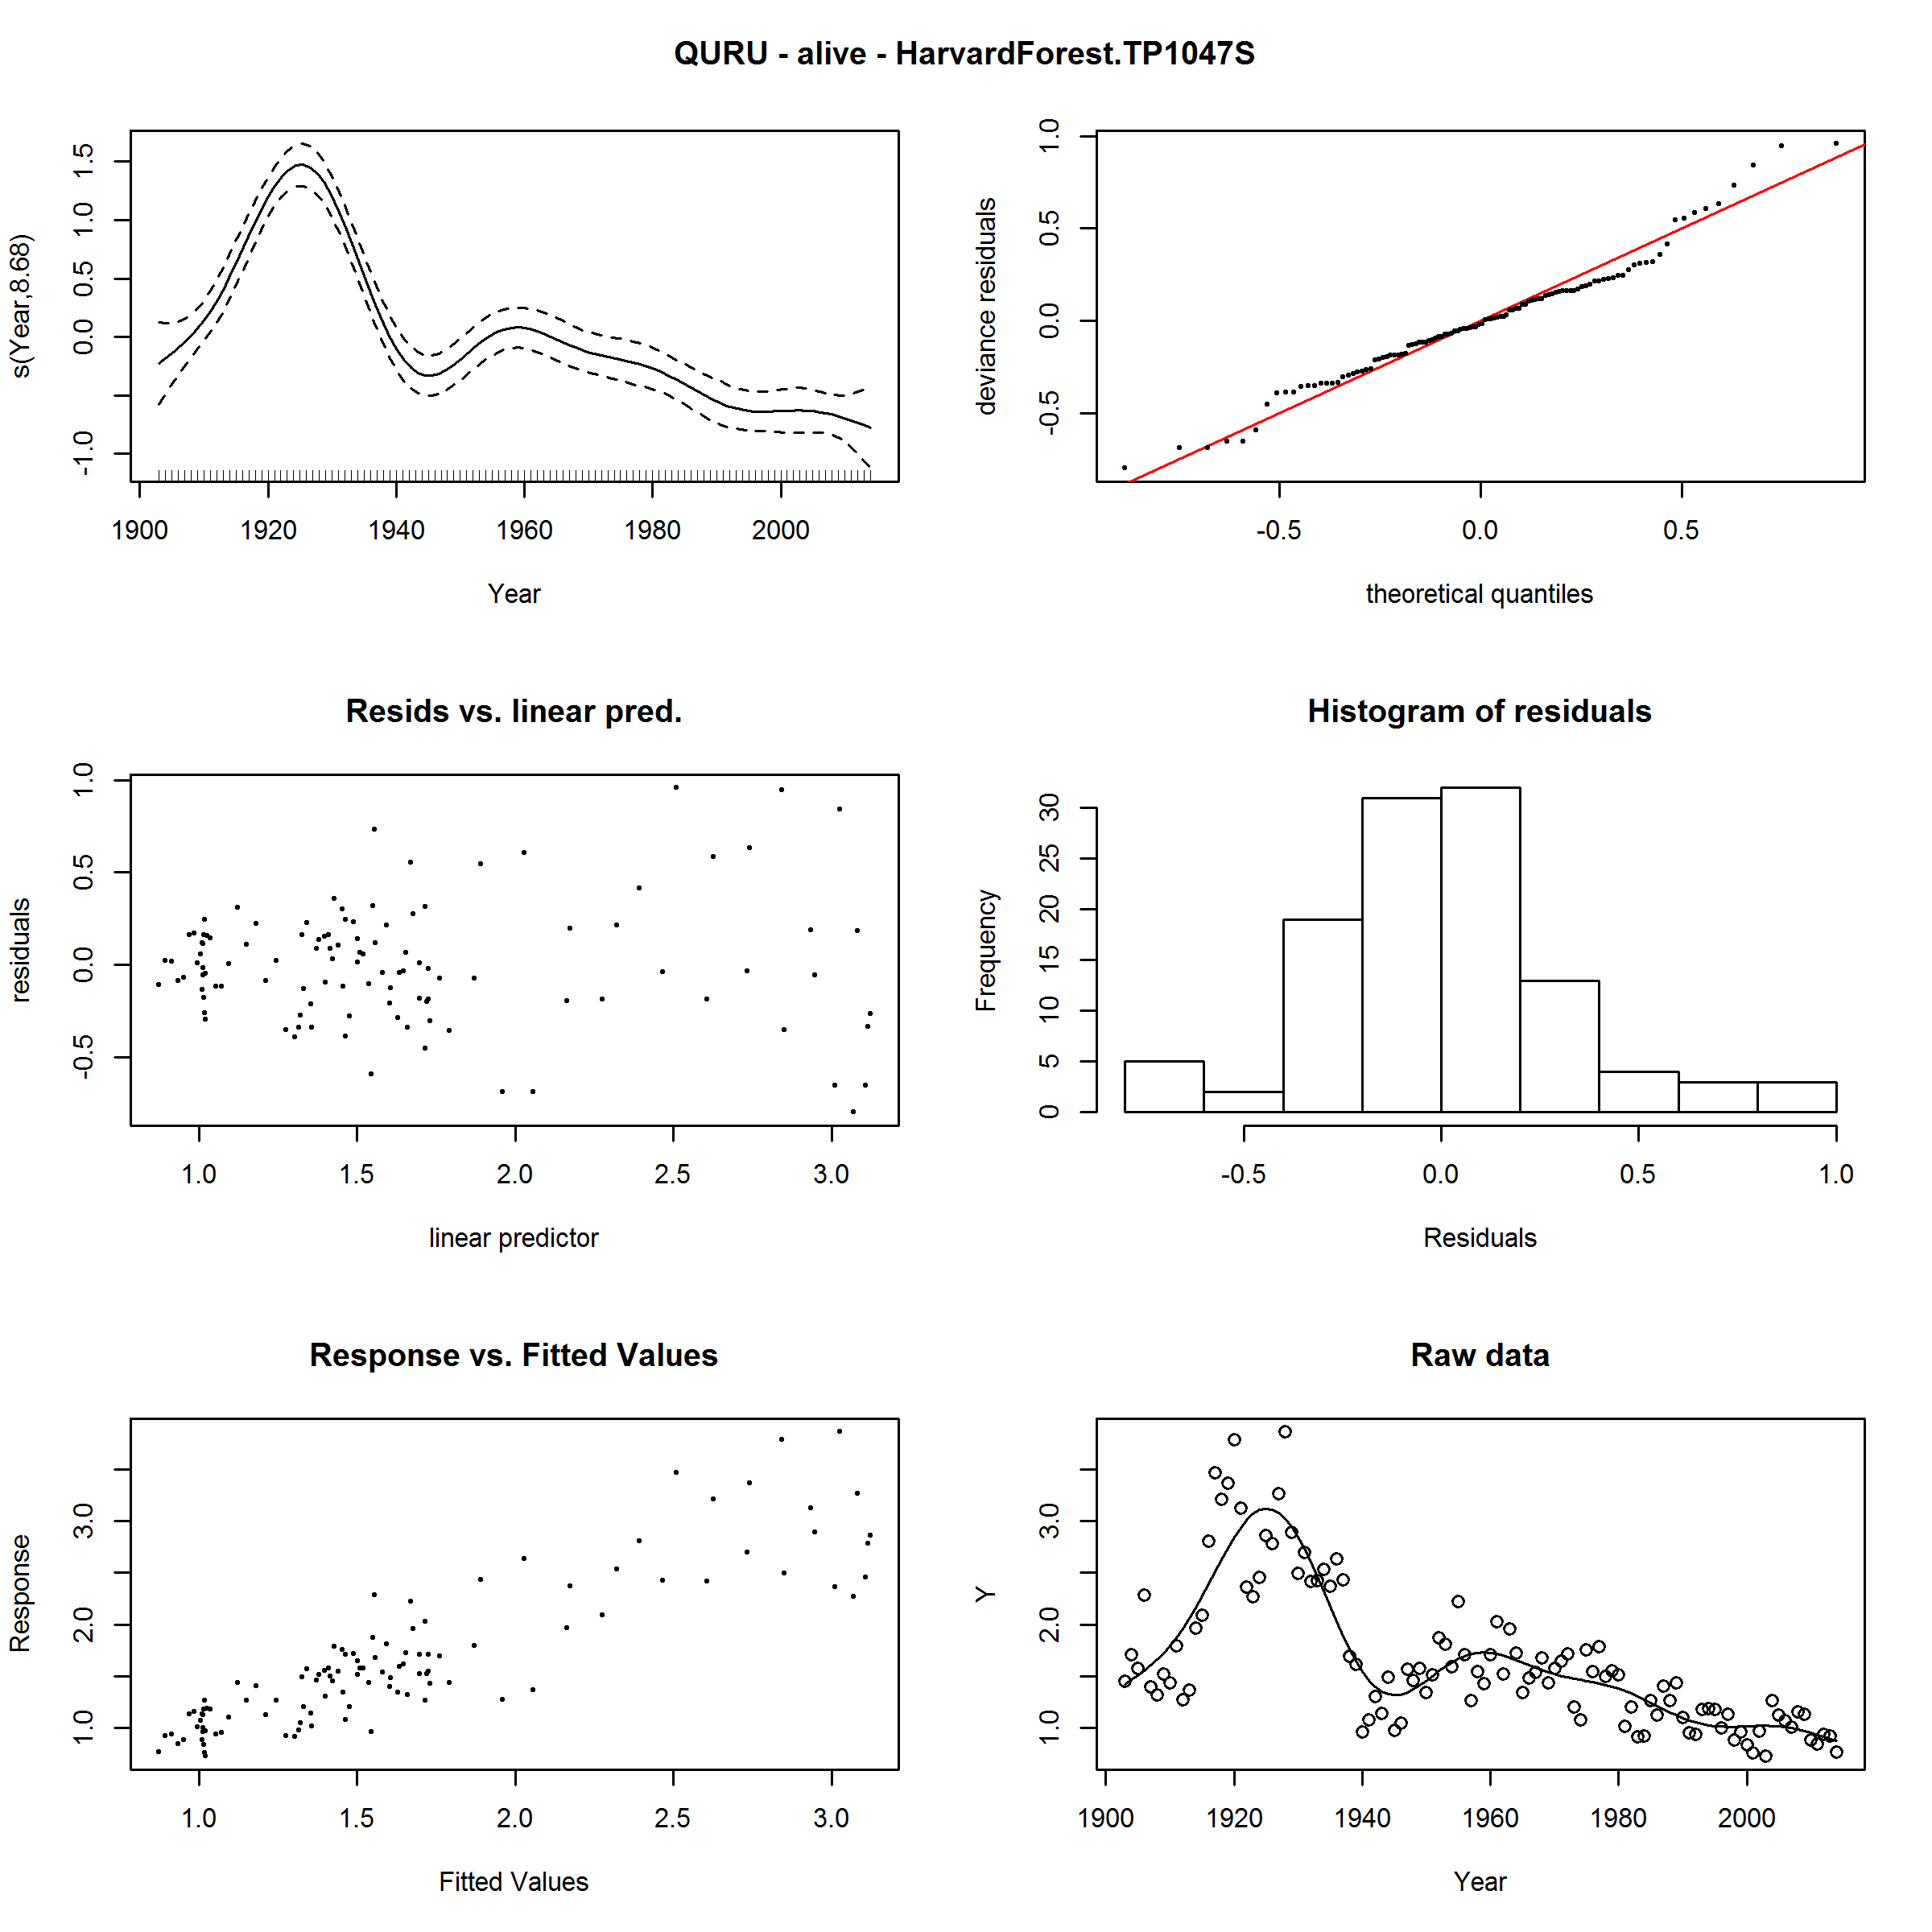 QURU - alive - HarvardForest.TP1047S
s(Year,8.68)
-1.0 0.0 0.5 1.0 1.5
1900 1920 1940 1960 1980 2000
Year
deviance residuals
-0.5 0.0 0.5 1.0
-0.5 0.0 0.5
theoretical quantiles
Resids vs. linear pred.
residuals
-0.5 0.0 0.5 1.0
1.0 1.5 2.0 2.5 3.0
linear predictor
Histogram of residuals
Frequency
0 5 10 15 20 25 30
-0.5 0.0 0.5 1.0
Residuals
Response vs. Fitted Values
Response
1.0 2.0 3.0
1.0 1.5 2.0 2.5 3.0
Fitted Values
Raw data
Y
1.0 2.0 3.0
1900 1920 1940 1960 1980 2000
Year